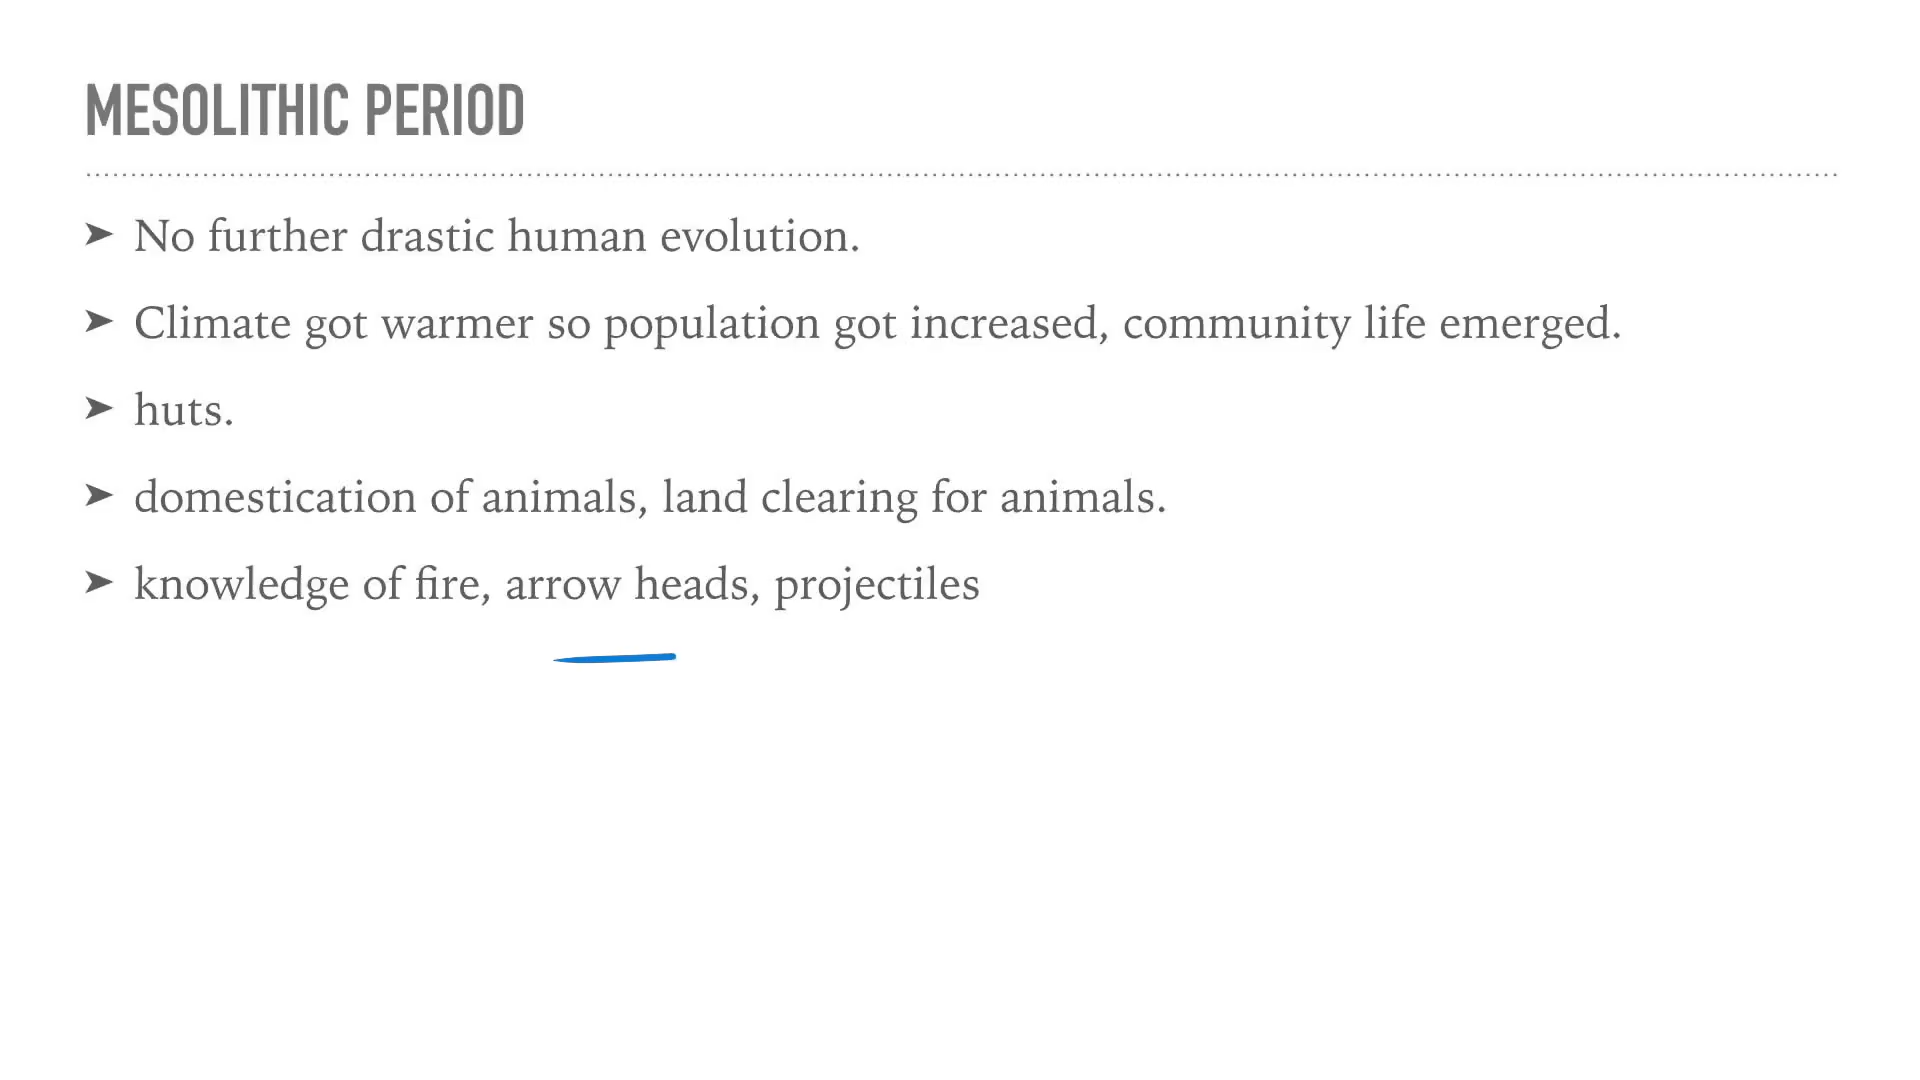 MESOLITHIC PERIOD
➤ No further drastic human evolution.
➤ Climate got warmer so population got increased, community life emerged.
➤ huts.
➤ domestication of animals, land clearing for animals.
➤ knowledge of fire, arrow heads, projectiles